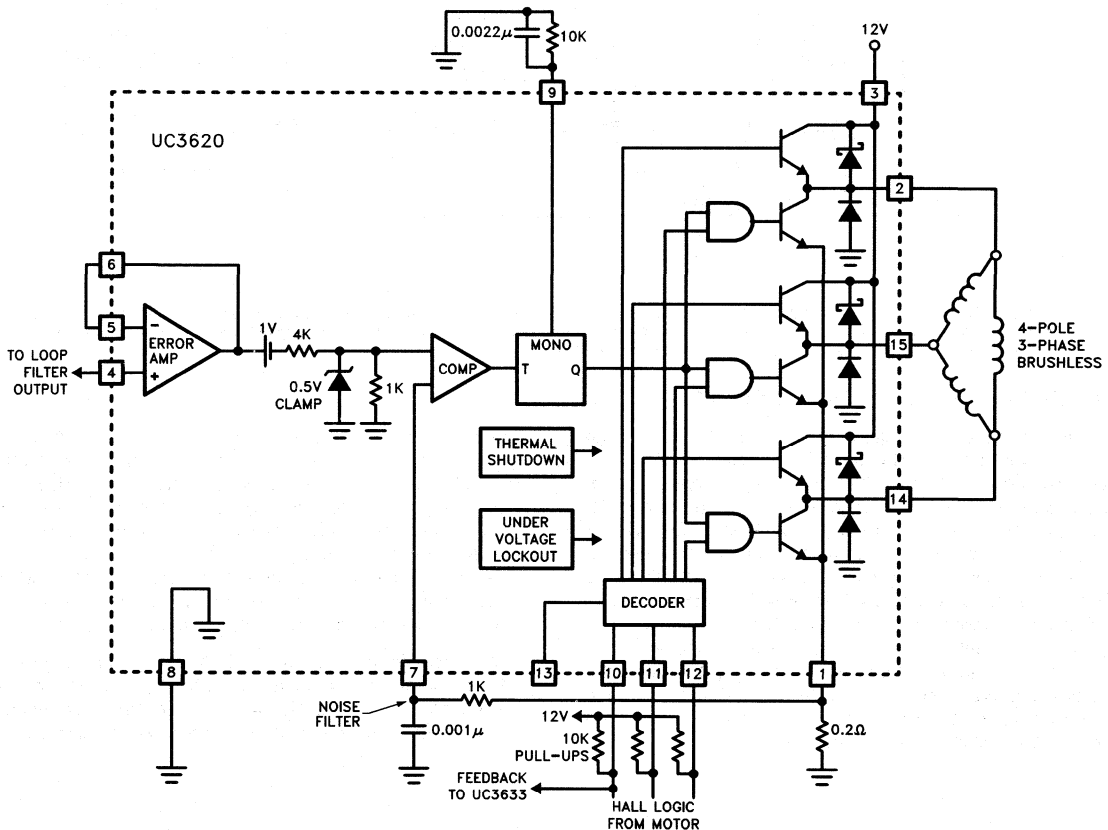 0.0022μ
10K
12V
9
3
UC3620
2
6
5
4
−
+
ERROR
AMP
TO LOOP
FILTER
OUTPUT
1V
4K
0.5V
CLAMP
1K
COMP
MONO
T
Q
15
4-POLE
3-PHASE
BRUSHLESS
THERMAL
SHUTDOWN
14
UNDER
VOLTAGE
LOCKOUT
DECODER
8
7
13
10
11
12
1
NOISE
FILTER
1K
0.001μ
12V
10K
PULL-UPS
0.2Ω
FEEDBACK
TO UC3633
HALL LOGIC
FROM MOTOR